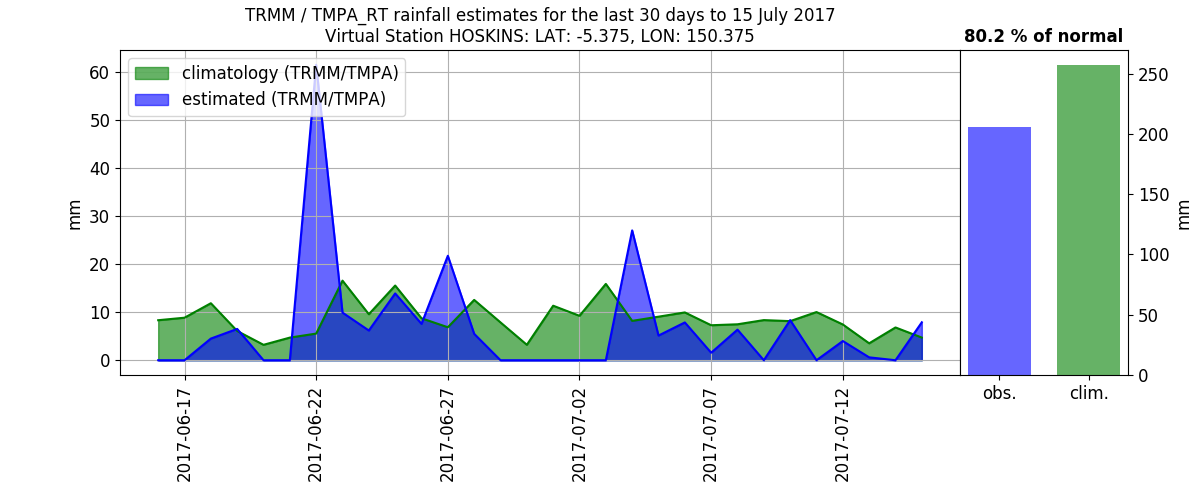 TRMM / TMPA_RT rainfall estimates for the last 30 days to 15 July 2017
Virtual Station HOSKINS: LAT: -5.375, LON: 150.375
80.2 % of normal
climatology (TRMM/TMPA)
estimated (TRMM/TMPA)
60
50
40
30
20
10
0
mm
2017-06-17
2017-06-22
2017-06-27
2017-07-02
2017-07-07
2017-07-12
250
200
150
100
50
0
mm
obs.
clim.